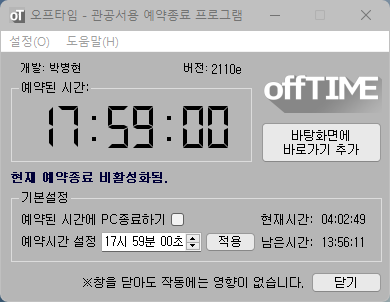 oT 오프타임 - 관공서용 예약종료 프로그램
설정(O) 도움말(H)
개발: 박병현 버전: 2110e
예약된 시간:
17:59:00
offTIME
바탕화면에
바로가기 추가
현재 예약종료 비활성화됨.
기본설정
예약된 시간에 PC종료하기 현재시간: 04:02:49
예약시간 설정 17시 59분 00초 적용 남은시간: 13:56:11
※창을 닫아도 작동에는 영향이 없습니다. 닫기